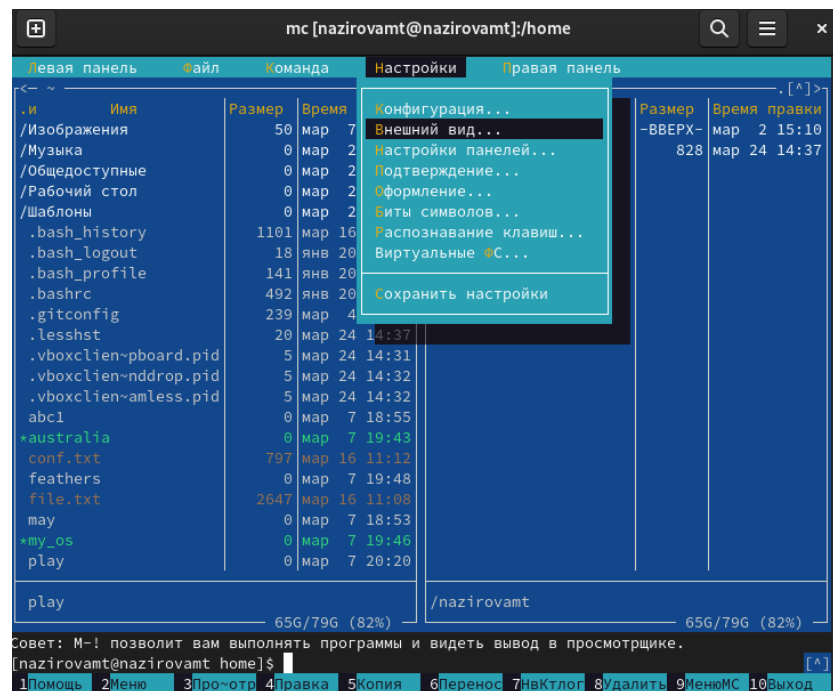 mc [nazirovamt@nazirovamt]:/home
Левая панель Файл Команда Настройки Правая панель
<— ~ .[^]>
.и Имя Размер Время Размер Время правки
/Изображения 50 мар 7 -ВВЕРХ- мар 2 15:10
/Музыка 0 мар 2 828 мар 24 14:37
/Общедоступные 0 мар 2
/Рабочий стол 0 мар 2
/Шаблоны 0 мар 2
.bash_history 1101 мар 16
.bash_logout 18 янв 20
.bash_profile 141 янв 20
.bashrc 492 янв 20
.gitconfig 239 мар 4
.lesshst 20 мар 24 14:37
.vboxclien~pboard.pid 5 мар 24 14:31
.vboxclien~nddrop.pid 5 мар 24 14:32
.vboxclien~amless.pid 5 мар 24 14:32
abc1 0 мар 7 18:55
*australia 0 мар 7 19:43
conf.txt 797 мар 16 11:12
feathers 0 мар 7 19:48
file.txt 2647 мар 16 11:08
may 0 мар 7 18:53
*my_os 0 мар 7 19:46
play 0 мар 7 20:20
Конфигурация...
Внешний вид...
Настройки панелей...
Подтверждение...
Оформление...
Биты символов...
Распознавание клавиш...
Виртуальные ФС...
Сохранить настройки
play /nazirovamt
65G/79G (82%) 65G/79G (82%)
Совет: M-! позволит вам выполнять программы и видеть вывод в просмотрщике.
[nazirovamt@nazirovamt home]$ [^]
1Помощь 2Меню 3Про~отр 4Правка 5Копия 6Перенос 7НвКтлог 8Удалить 9МенюMC 10Выход